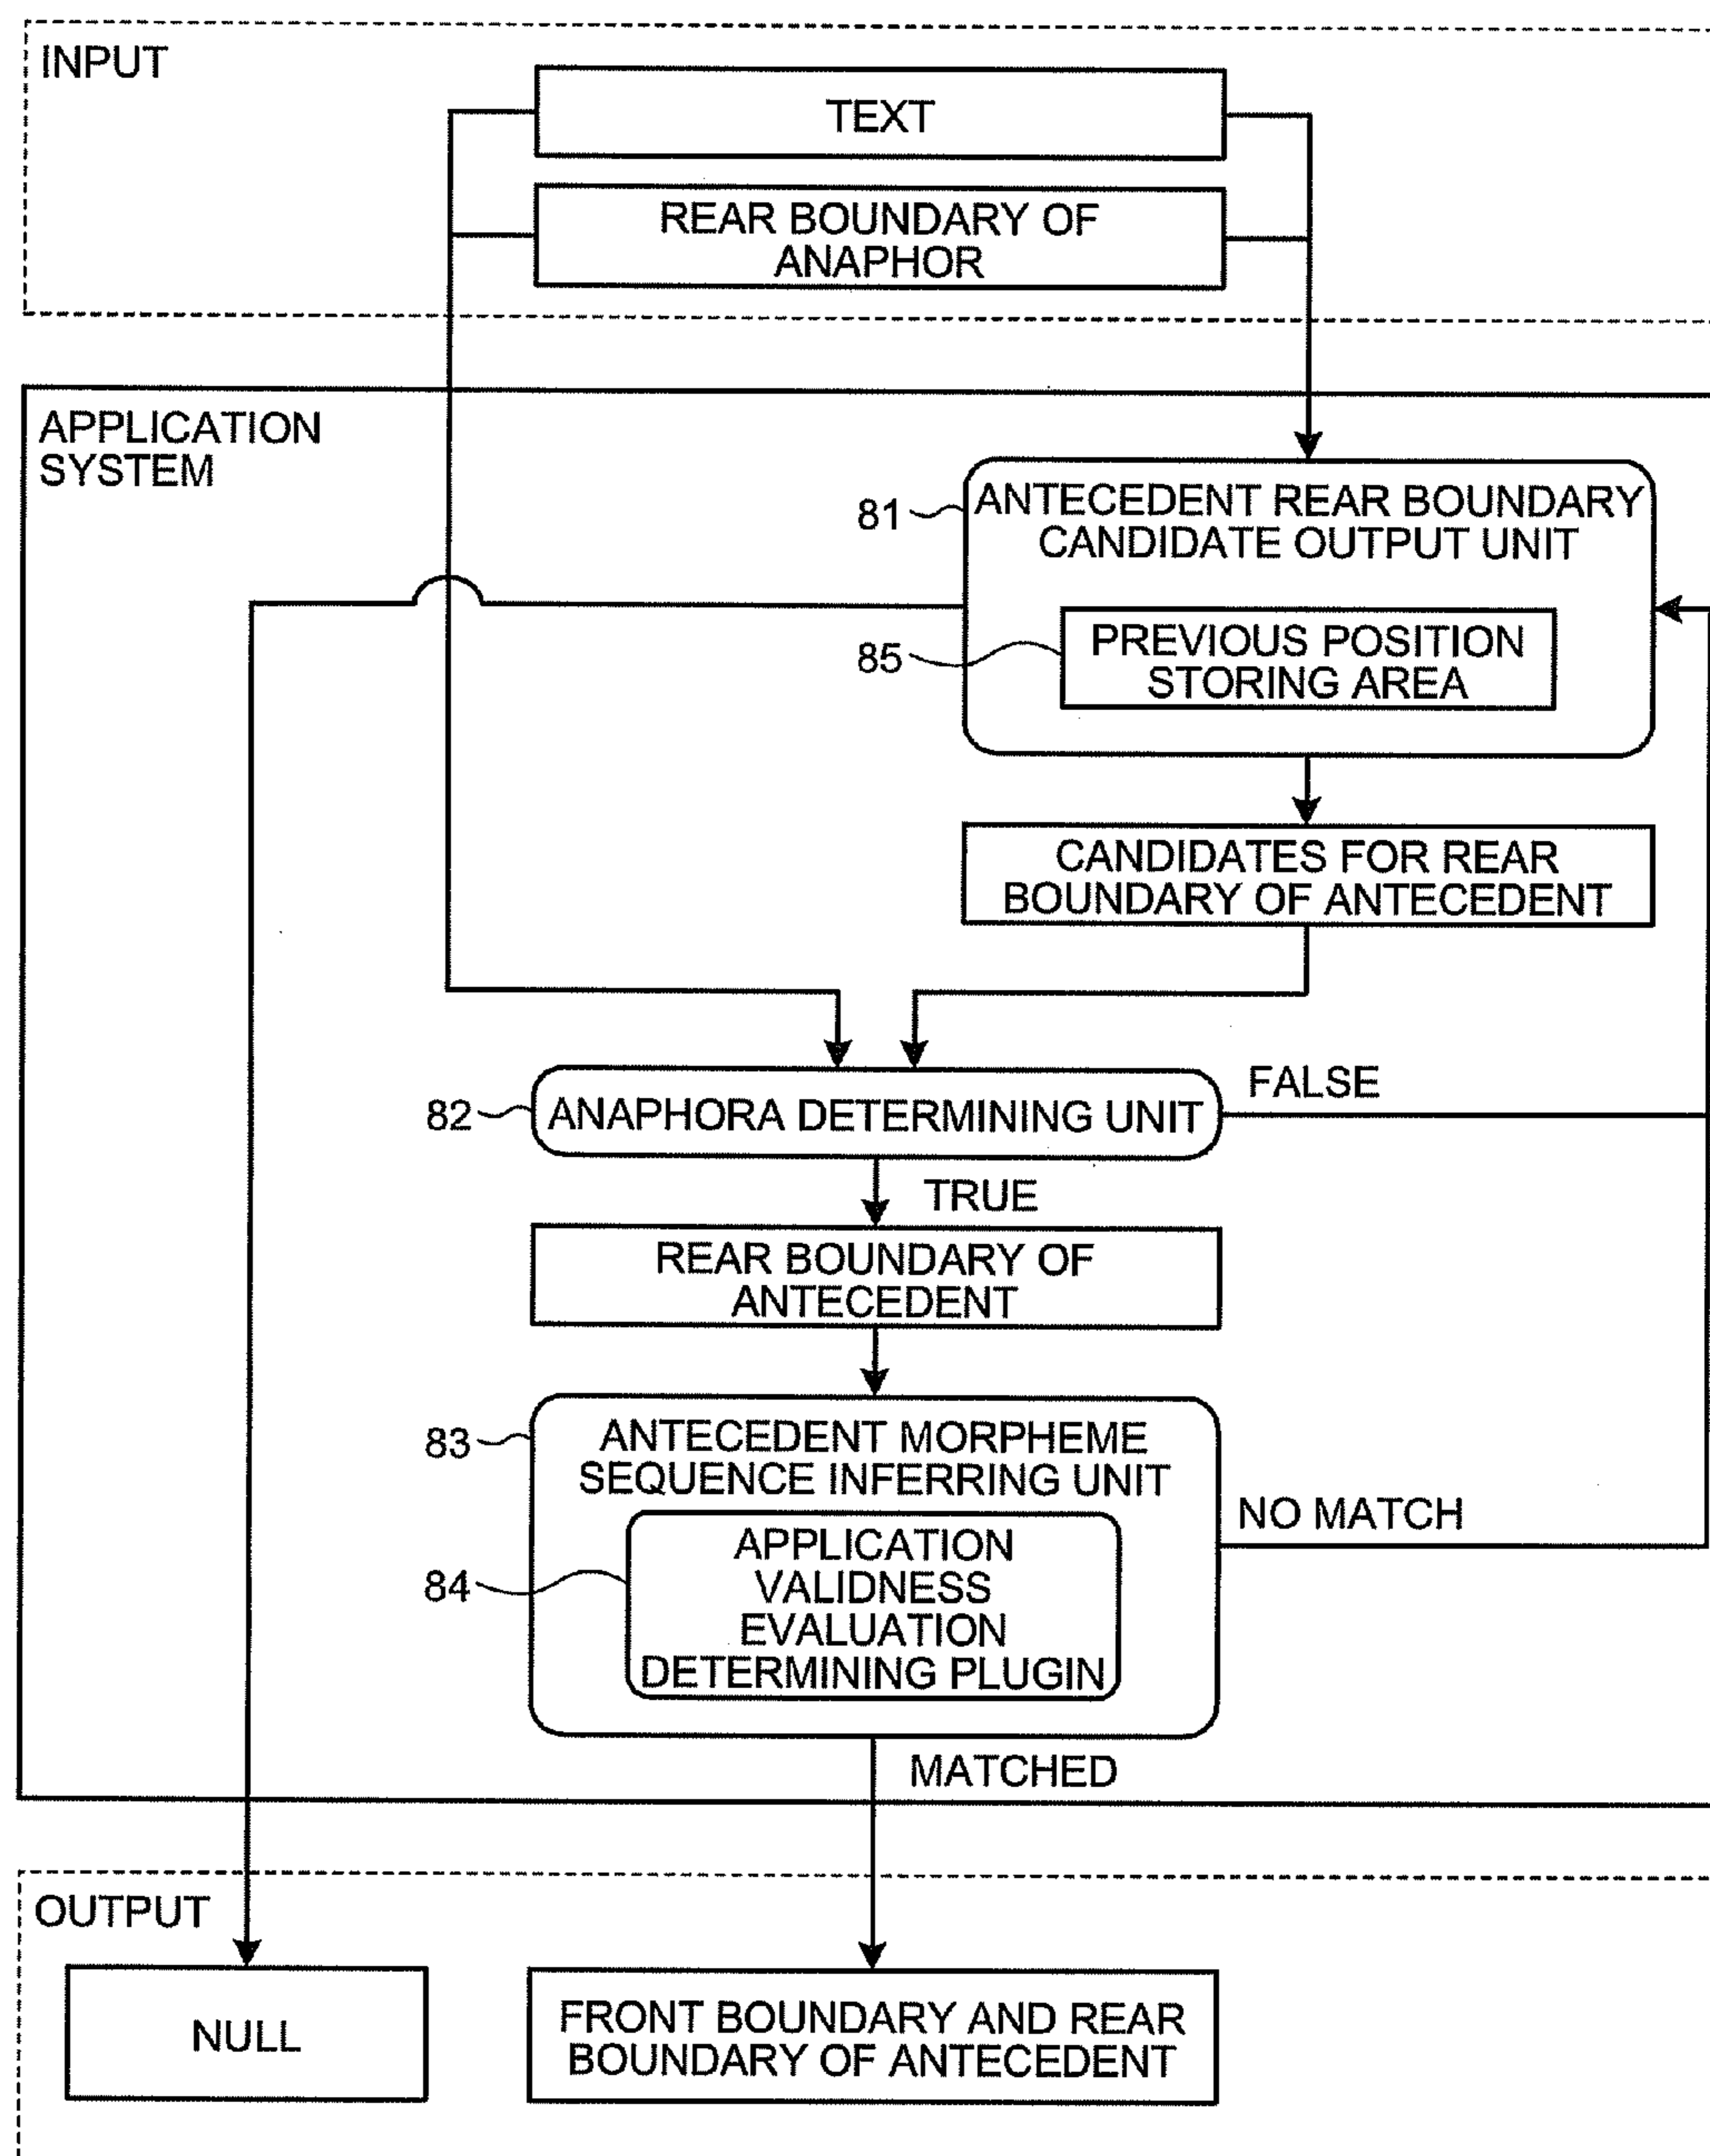 INPUT
TEXT
REAR BOUNDARY OF
ANAPHOR
APPLICATION
SYSTEM
81
ANTECEDENT REAR BOUNDARY
CANDIDATE OUTPUT UNIT
85
PREVIOUS POSITION
STORING AREA
CANDIDATES FOR REAR
BOUNDARY OF ANTECEDENT
82
ANAPHORA DETERMINING UNIT
FALSE
TRUE
REAR BOUNDARY OF
ANTECEDENT
83
ANTECEDENT MORPHEME
SEQUENCE INFERRING UNIT
NO MATCH
84
APPLICATION
VALIDNESS
EVALUATION
DETERMINING PLUGIN
MATCHED
OUTPUT
NULL
FRONT BOUNDARY AND REAR
BOUNDARY OF ANTECEDENT